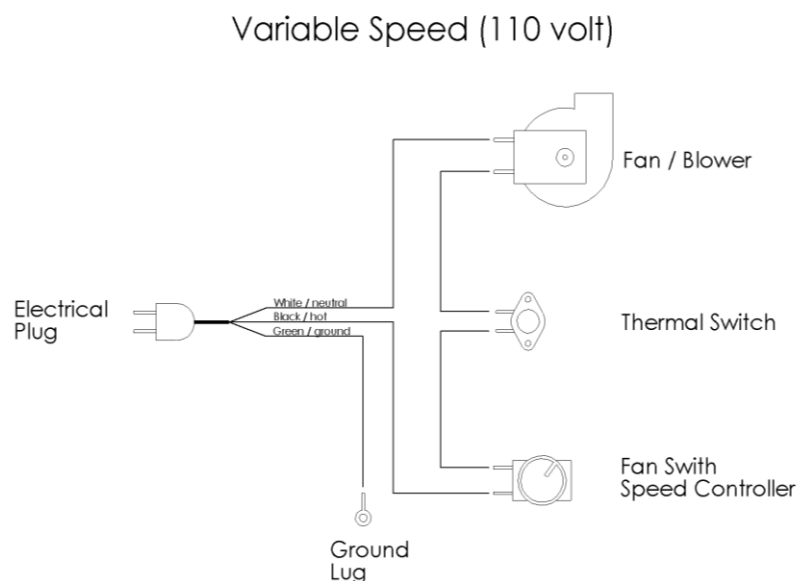 Variable Speed (110 volt)
Fan / Blower
Electrical
Plug
White / neutral
Black / hot
Green / ground
Thermal Switch
Fan Swith
Speed Controller
Ground
Lug